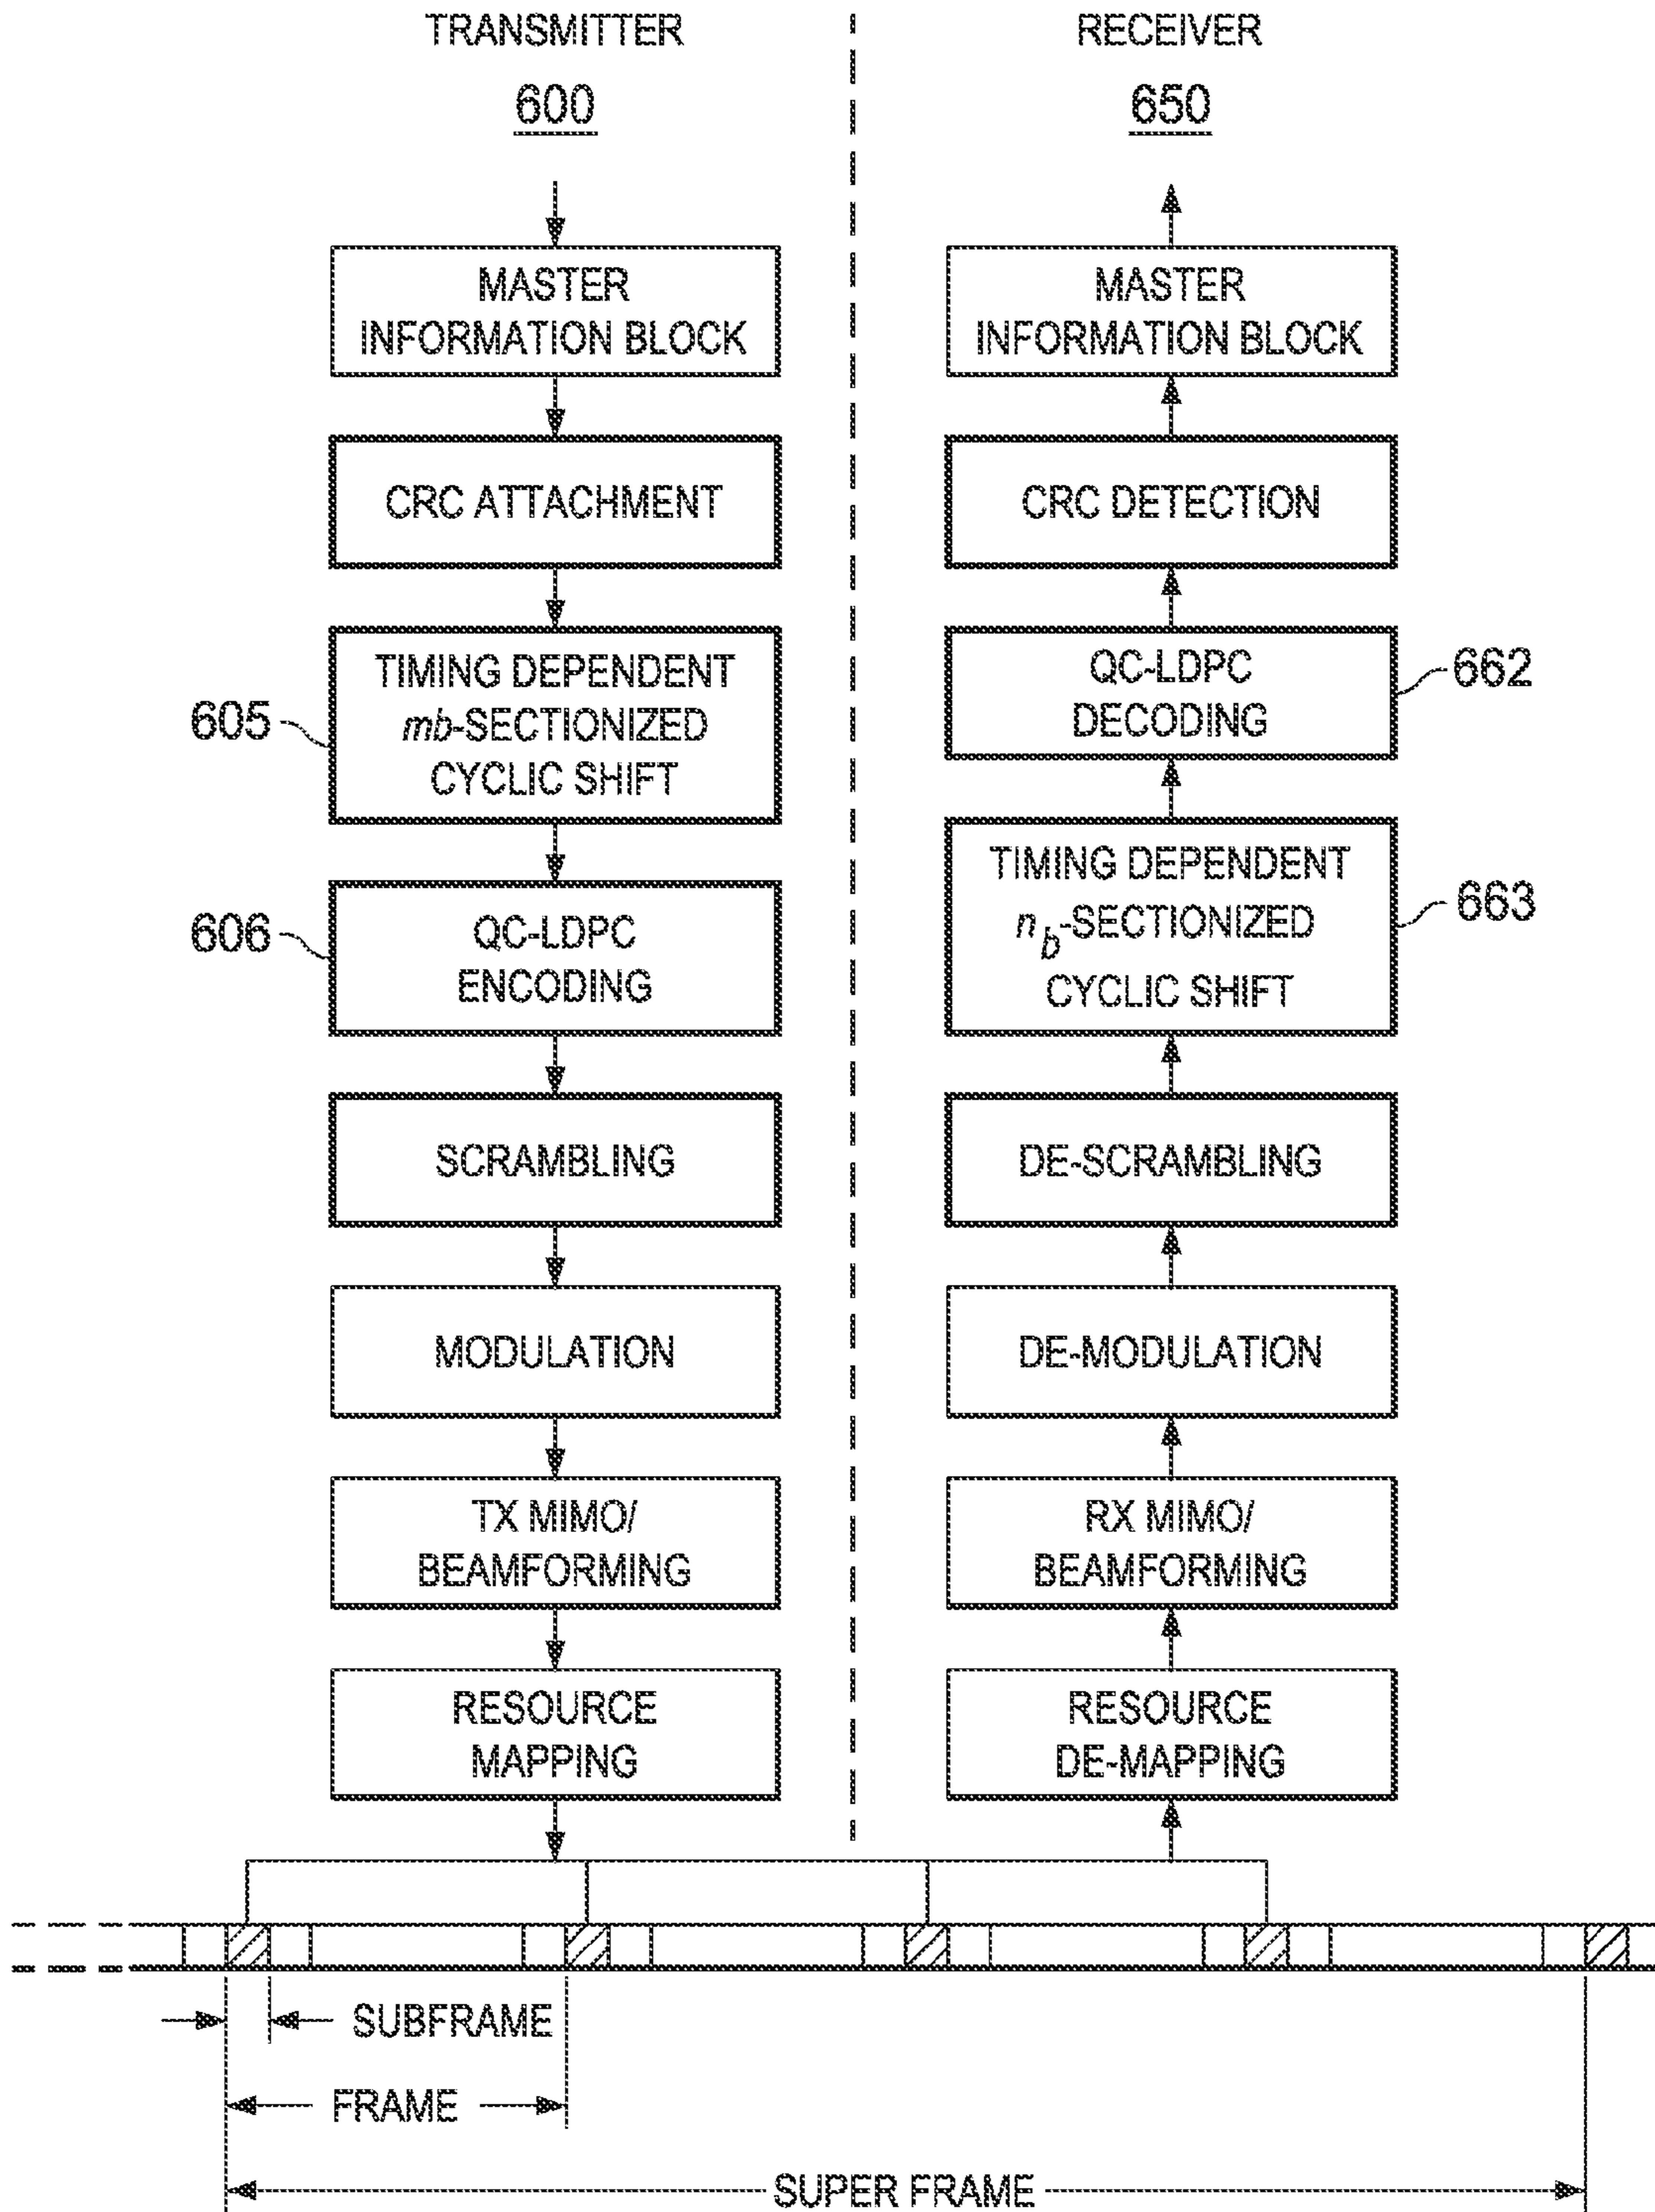 TRANSMITTER
600
MASTER
INFORMATION BLOCK
CRC ATTACHMENT
605
TIMING DEPENDENT
mb-SECTIONIZED
CYCLIC SHIFT
606
QC-LDPC
ENCODING
SCRAMBLING
MODULATION
TX MIMO/
BEAMFORMING
RESOURCE
MAPPING
RECEIVER
650
MASTER
INFORMATION BLOCK
CRC DETECTION
QC-LDPC
DECODING
662
TIMING DEPENDENT
nb-SECTIONIZED
CYCLIC SHIFT
663
DE-SCRAMBLING
DE-MODULATION
RX MIMO/
BEAMFORMING
RESOURCE
DE-MAPPING
SUBFRAME
FRAME
SUPER FRAME